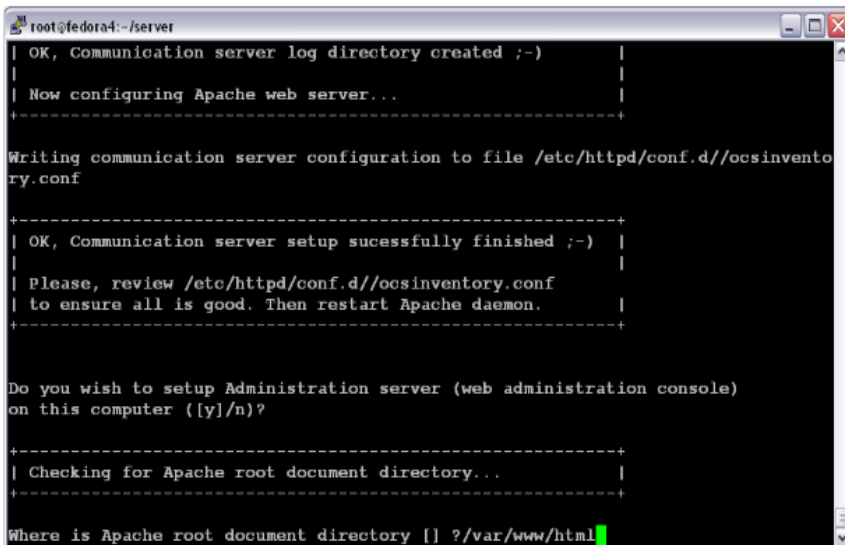 root@fedora4:~/server
| OK, Communication server log directory created ;-) |
| |
| Now configuring Apache web server... |
+----------------------------------------------------------+
Writing communication server configuration to file /etc/httpd/conf.d//ocsinvento
ry.conf
+----------------------------------------------------------+
| OK, Communication server setup sucessfully finished ;-) |
| |
| Please, review /etc/httpd/conf.d//ocsinventory.conf
| to ensure all is good. Then restart Apache daemon. |
+----------------------------------------------------------+
Do you wish to setup Administration server (web administration console)
on this computer ([y]/n)?
+----------------------------------------------------------+
| Checking for Apache root document directory... |
+----------------------------------------------------------+
Where is Apache root document directory [] ?/var/www/html